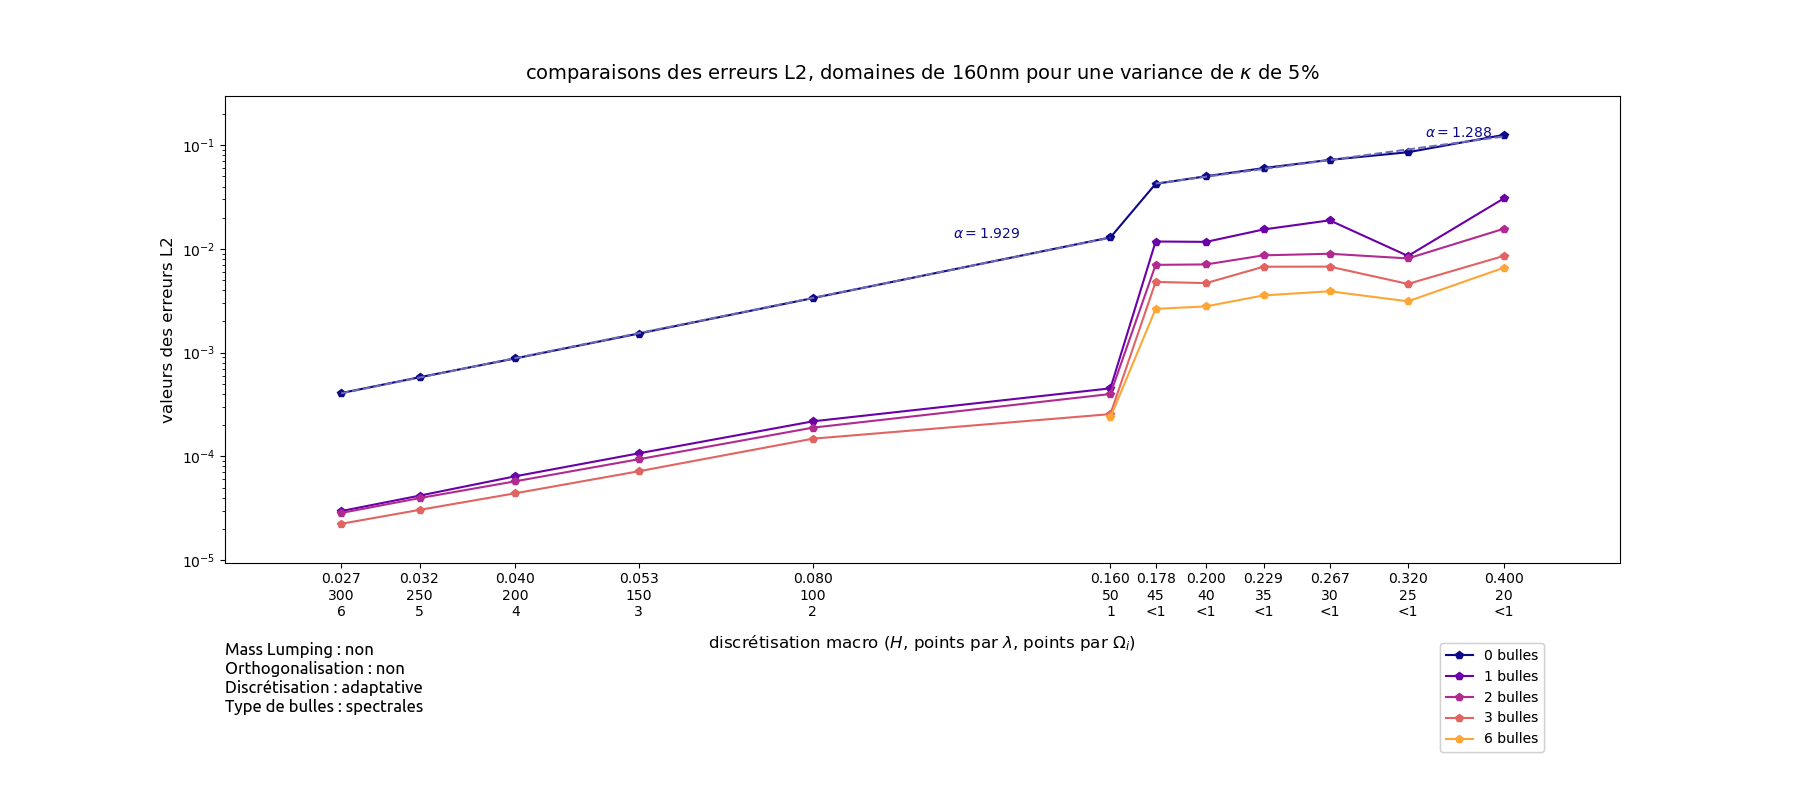 comparaisons des erreurs L2, domaines de 160nm pour une variance de κ de 5%
valeurs des erreurs L2
10⁻¹
10⁻²
10⁻³
10⁻⁴
10⁻⁵
α = 1.288
α = 1.929
0.027 0.032 0.040 0.053 0.080 0.160 0.178 0.200 0.229 0.267 0.320 0.400
300 250 200 150 100 50 45 40 35 30 25 20
6 5 4 3 2 1 <1 <1 <1 <1 <1 <1
discrétisation macro (H, points par λ, points par Ωᵢ)
Mass Lumping : non
Orthogonalisation : non
Discrétisation : adaptative
Type de bulles : spectrales
0 bulles
1 bulles
2 bulles
3 bulles
6 bulles